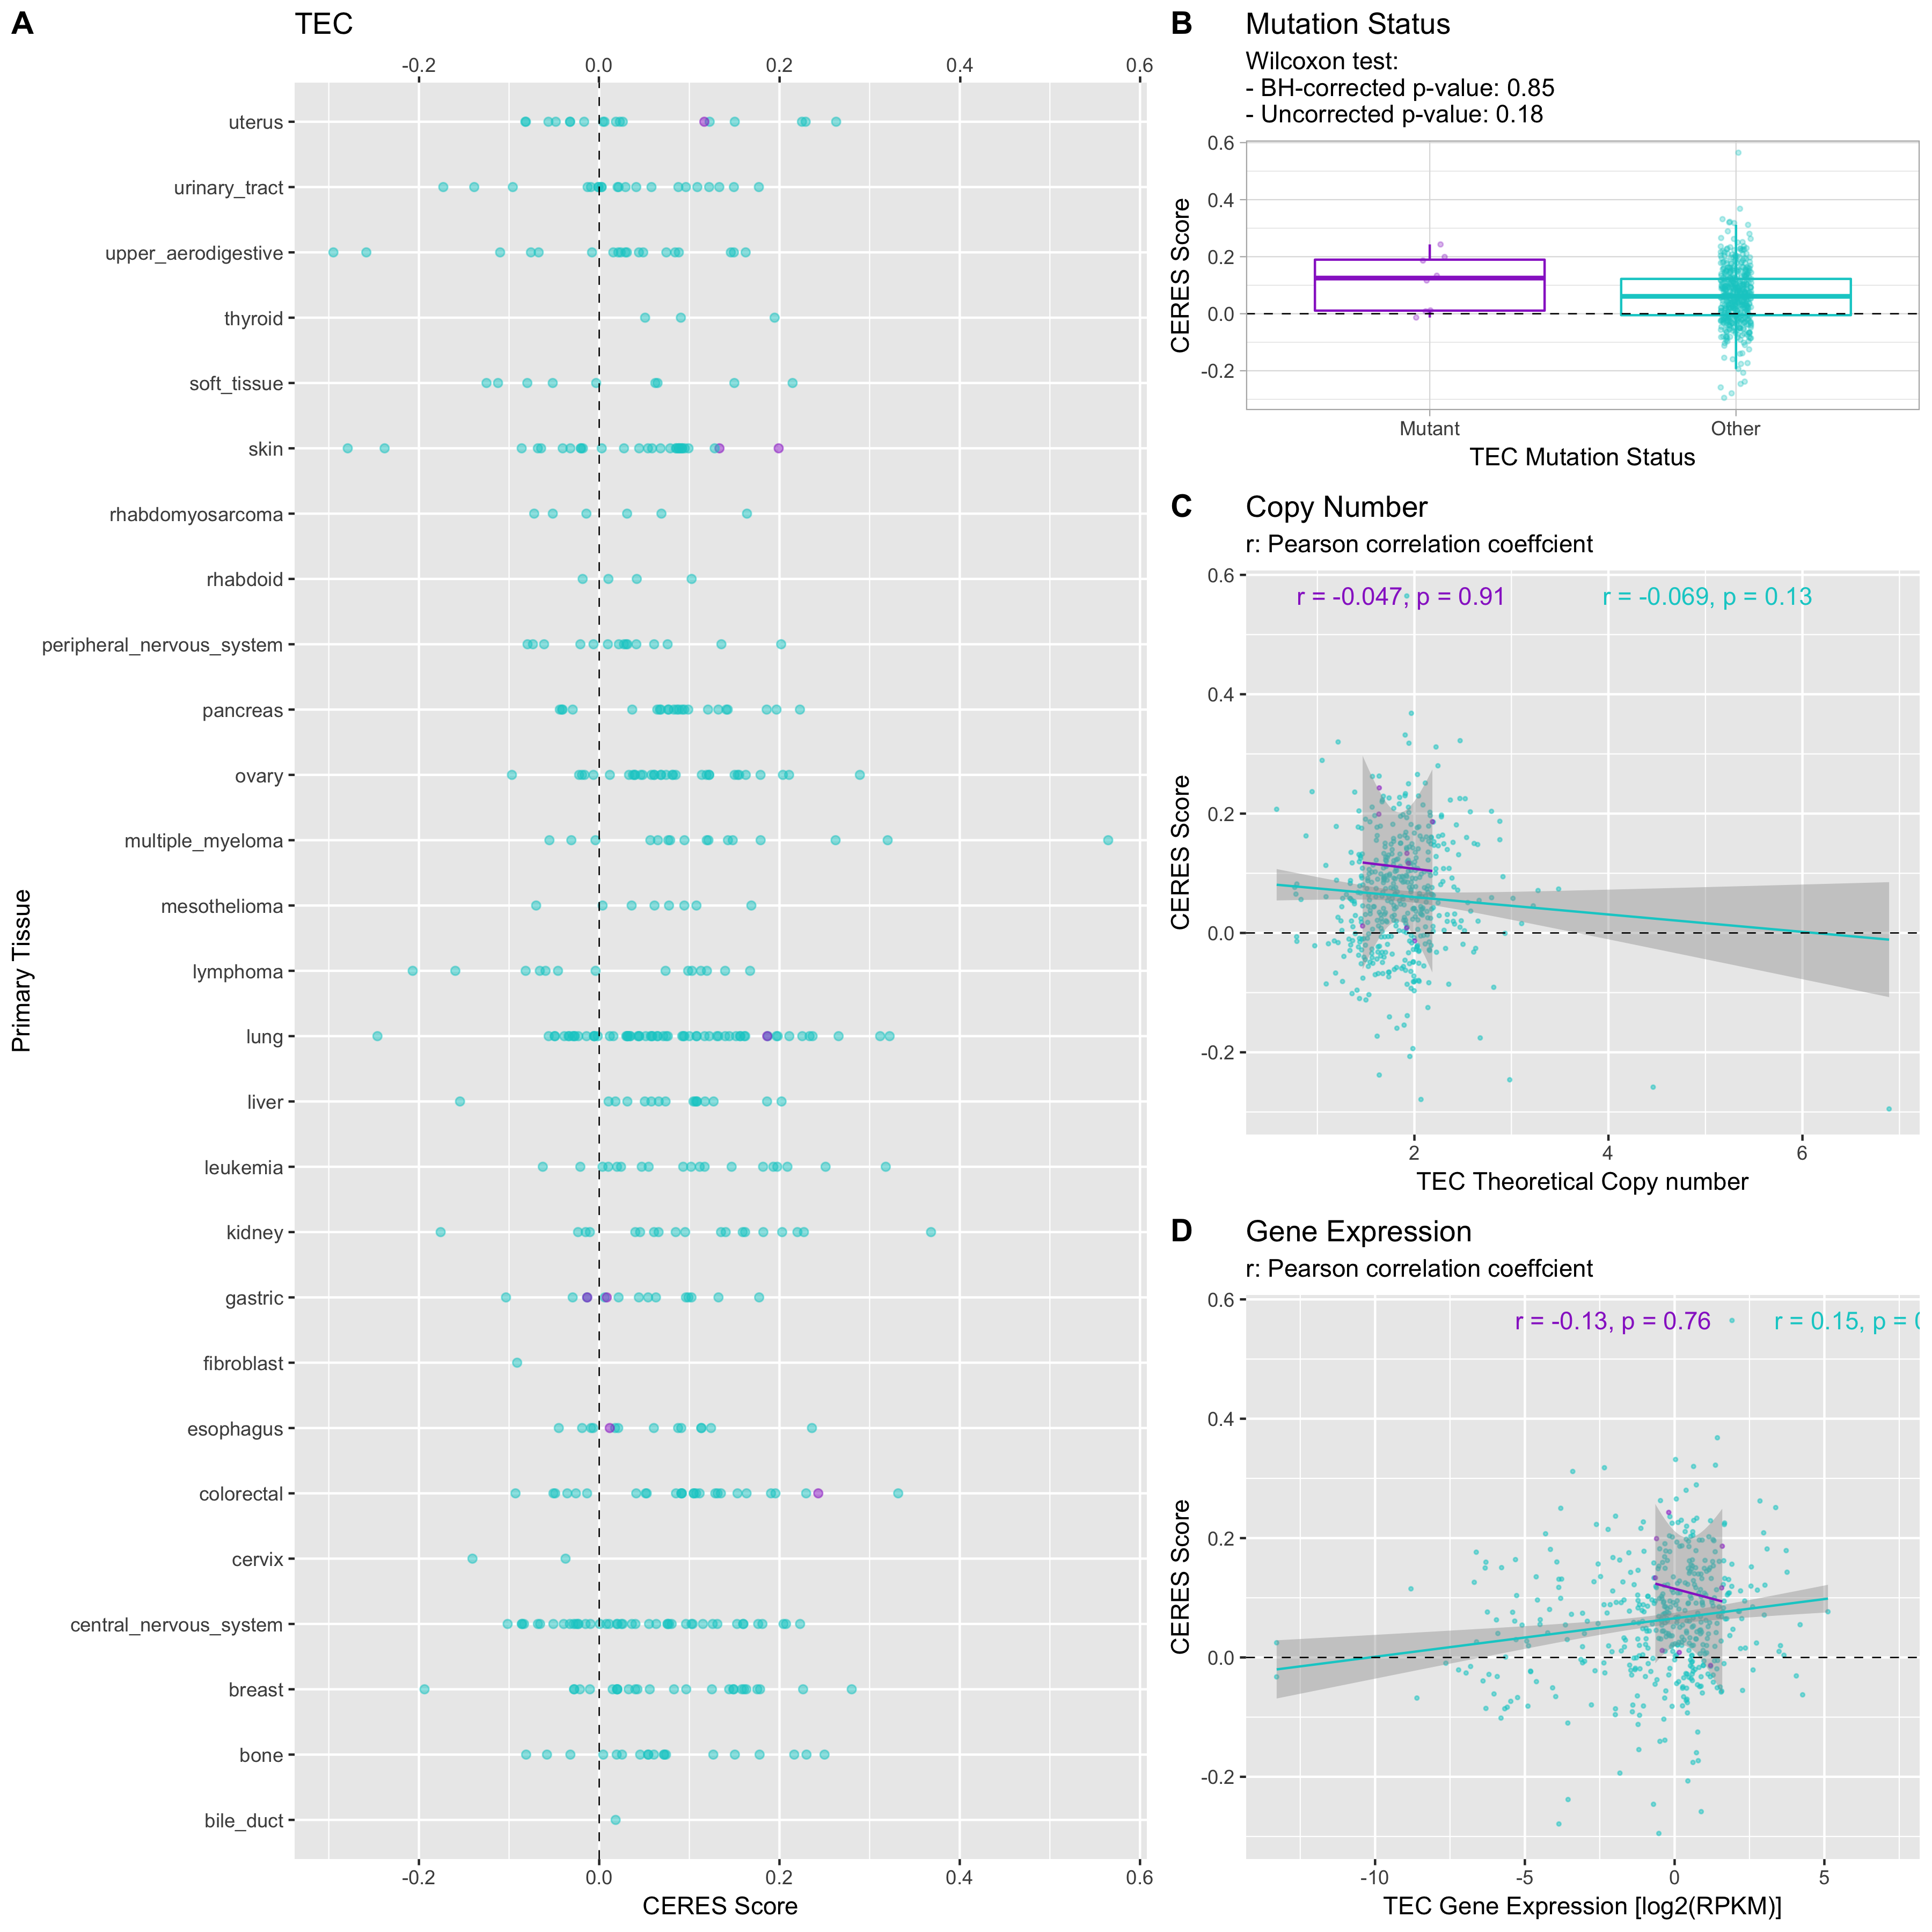 A
TEC
-0.2 0.0 0.2 0.4 0.6
uterus
urinary_tract
upper_aerodigestive
thyroid
soft_tissue
skin
rhabdomyosarcoma
rhabdoid
peripheral_nervous_system
pancreas
ovary
multiple_myeloma
mesothelioma
lymphoma
lung
liver
leukemia
kidney
gastric
fibroblast
esophagus
colorectal
cervix
central_nervous_system
breast
bone
bile_duct
Primary Tissue
-0.2 0.0 0.2 0.4 0.6
CERES Score
B
Mutation Status
Wilcoxon test:
- BH-corrected p-value: 0.85
- Uncorrected p-value: 0.18
0.6
0.4
0.2
0.0
-0.2
CERES Score
Mutant Other
TEC Mutation Status
C
Copy Number
r: Pearson correlation coeffcient
r = -0.047, p = 0.91 r = -0.069, p = 0.13
0.6
0.4
0.2
0.0
-0.2
CERES Score
2 4 6
TEC Theoretical Copy number
D
Gene Expression
r: Pearson correlation coeffcient
r = -0.13, p = 0.76 r = 0.15, p =
0.6
0.4
0.2
0.0
-0.2
CERES Score
-10 -5 0 5
TEC Gene Expression [log2(RPKM)]